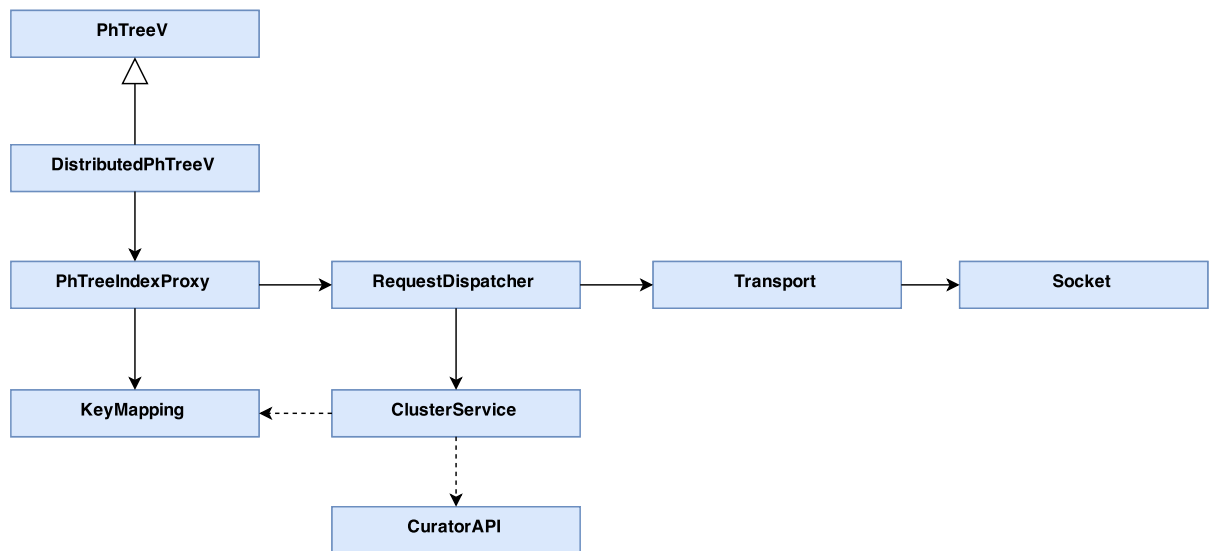 PhTreeV
DistributedPhTreeV
PhTreeIndexProxy
RequestDispatcher
Transport
Socket
KeyMapping
ClusterService
CuratorAPI